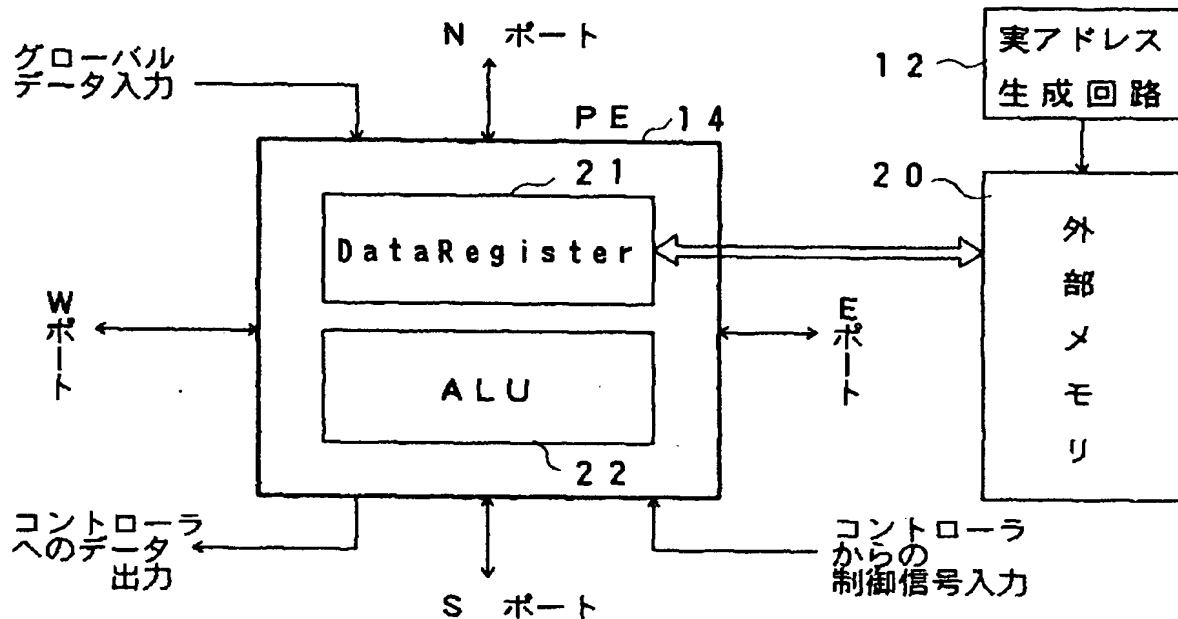 グローバル
データ入力
N ポート
12
実アドレス
生成回路
PE
14
21
DataRegister
20
外部メモリ
Wポート
Eポート
ALU
22
コントローラ
へのデータ
出力
S ポート
コントローラ
からの
制御信号入力